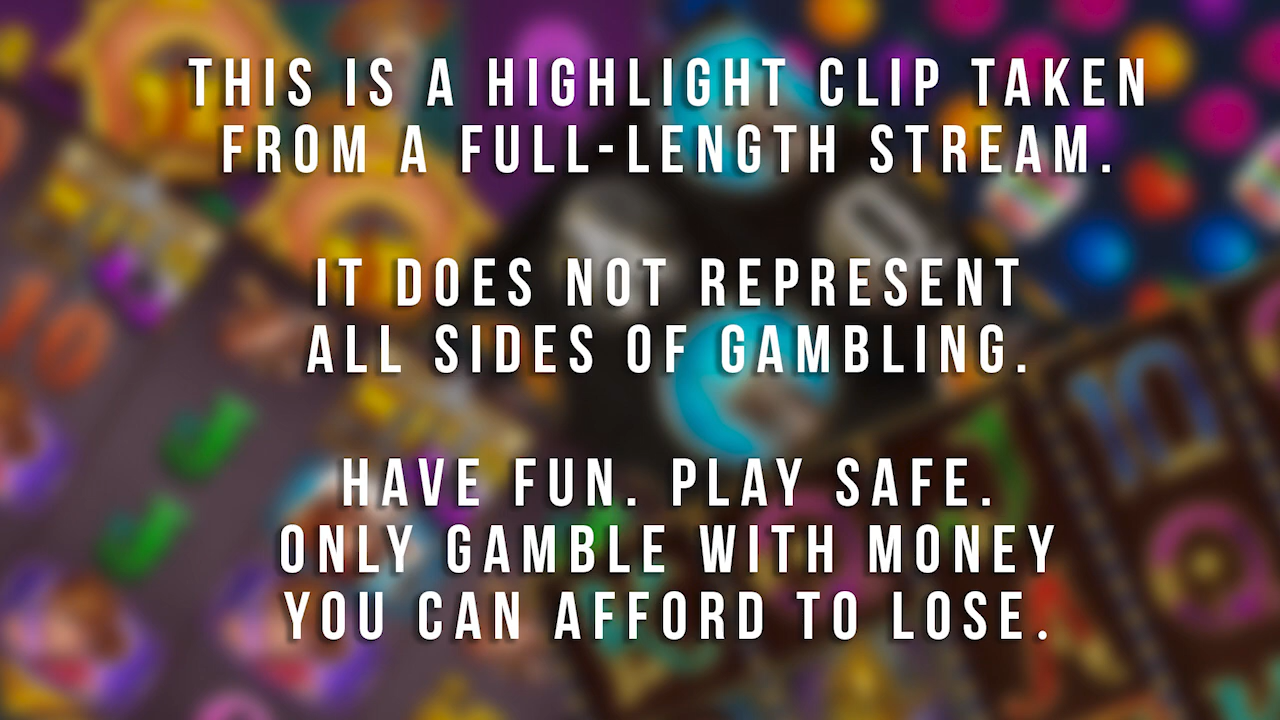 THIS IS A HIGHLIGHT CLIP TAKEN
FROM A FULL-LENGTH STREAM.
IT DOES NOT REPRESENT
ALL SIDES OF GAMBLING.
HAVE FUN. PLAY SAFE.
ONLY GAMBLE WITH MONEY
YOU CAN AFFORD TO LOSE.